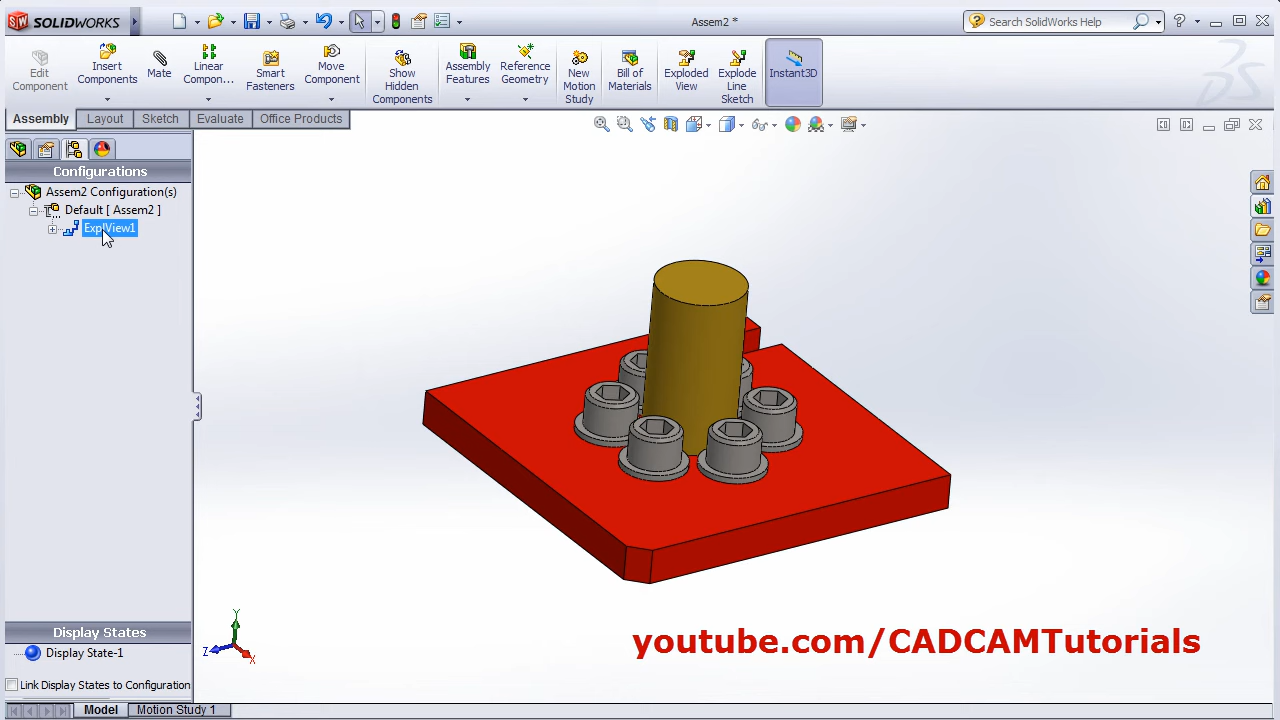 SOLIDWORKS
Assem2 *
Search SolidWorks Help
Edit
Component
Insert
Components
Mate
Linear
Compon...
Smart
Fasteners
Move
Component
Show
Hidden
Components
Assembly
Features
Reference
Geometry
New
Motion
Study
Bill of
Materials
Exploded
View
Explode
Line
Sketch
Instant3D
Assembly
Layout
Sketch
Evaluate
Office Products
Configurations
Assem2 Configuration(s)
Default [ Assem2 ]
ExplView1
Y
Z
X
youtube.com/CADCAMTutorials
Display States
Display State-1
Link Display States to Configuration
Model
Motion Study 1